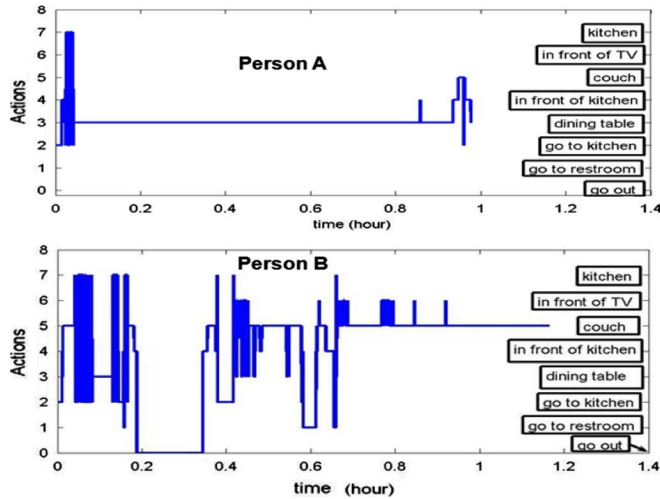 Person A
Actions
8
7
6
5
4
3
2
1
0
kitchen
in front of TV
couch
in front of kitchen
dining table
go to kitchen
go to restroom
go out
0 0.2 0.4 0.6 0.8 1 1.2 1.4
time (hour)
Person B
Actions
8
7
6
5
4
3
2
1
0
kitchen
in front of TV
couch
in front of kitchen
dining table
go to kitchen
go to restroom
go out
0 0.2 0.4 0.6 0.8 1 1.2 1.4
time (hour)